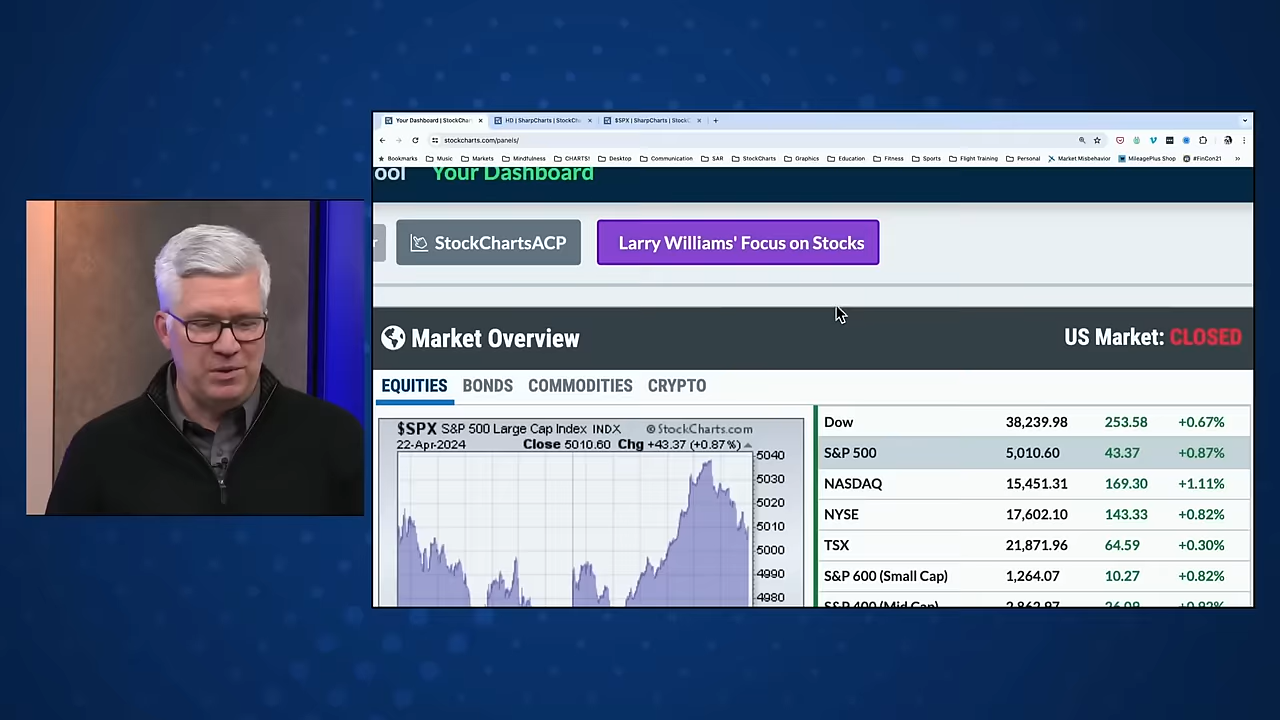 Your Dashboard | StockChar
HD | SharpCharts | StockCh
$SPX | SharpCharts | StockC
stockcharts.com/panels/
Bookmarks
Music
Markets
Mindfulness
CHARTS!
Desktop
Communication
SAR
StockCharts
Graphics
Education
Fitness
Sports
Flight Training
Personal
Market Misbehavior
MileagePlus Shop
#FinCon21
ool
Your Dashboard
r
StockChartsACP
Larry Williams' Focus on Stocks
Market Overview
US Market: CLOSED
EQUITIES BONDS COMMODITIES CRYPTO
$SPX S&P 500 Large Cap Index INDX ©StockCharts.com
22-Apr-2024 Close 5010.60 Chg +43.37 (+0.87%)
5040
5030
5020
5010
5000
4990
4980
Dow 38,239.98 253.58 +0.67%
S&P 500 5,010.60 43.37 +0.87%
NASDAQ 15,451.31 169.30 +1.11%
NYSE 17,602.10 143.33 +0.82%
TSX 21,871.96 64.59 +0.30%
S&P 600 (Small Cap) 1,264.07 10.27 +0.82%
S&P 400 (Mid Cap)